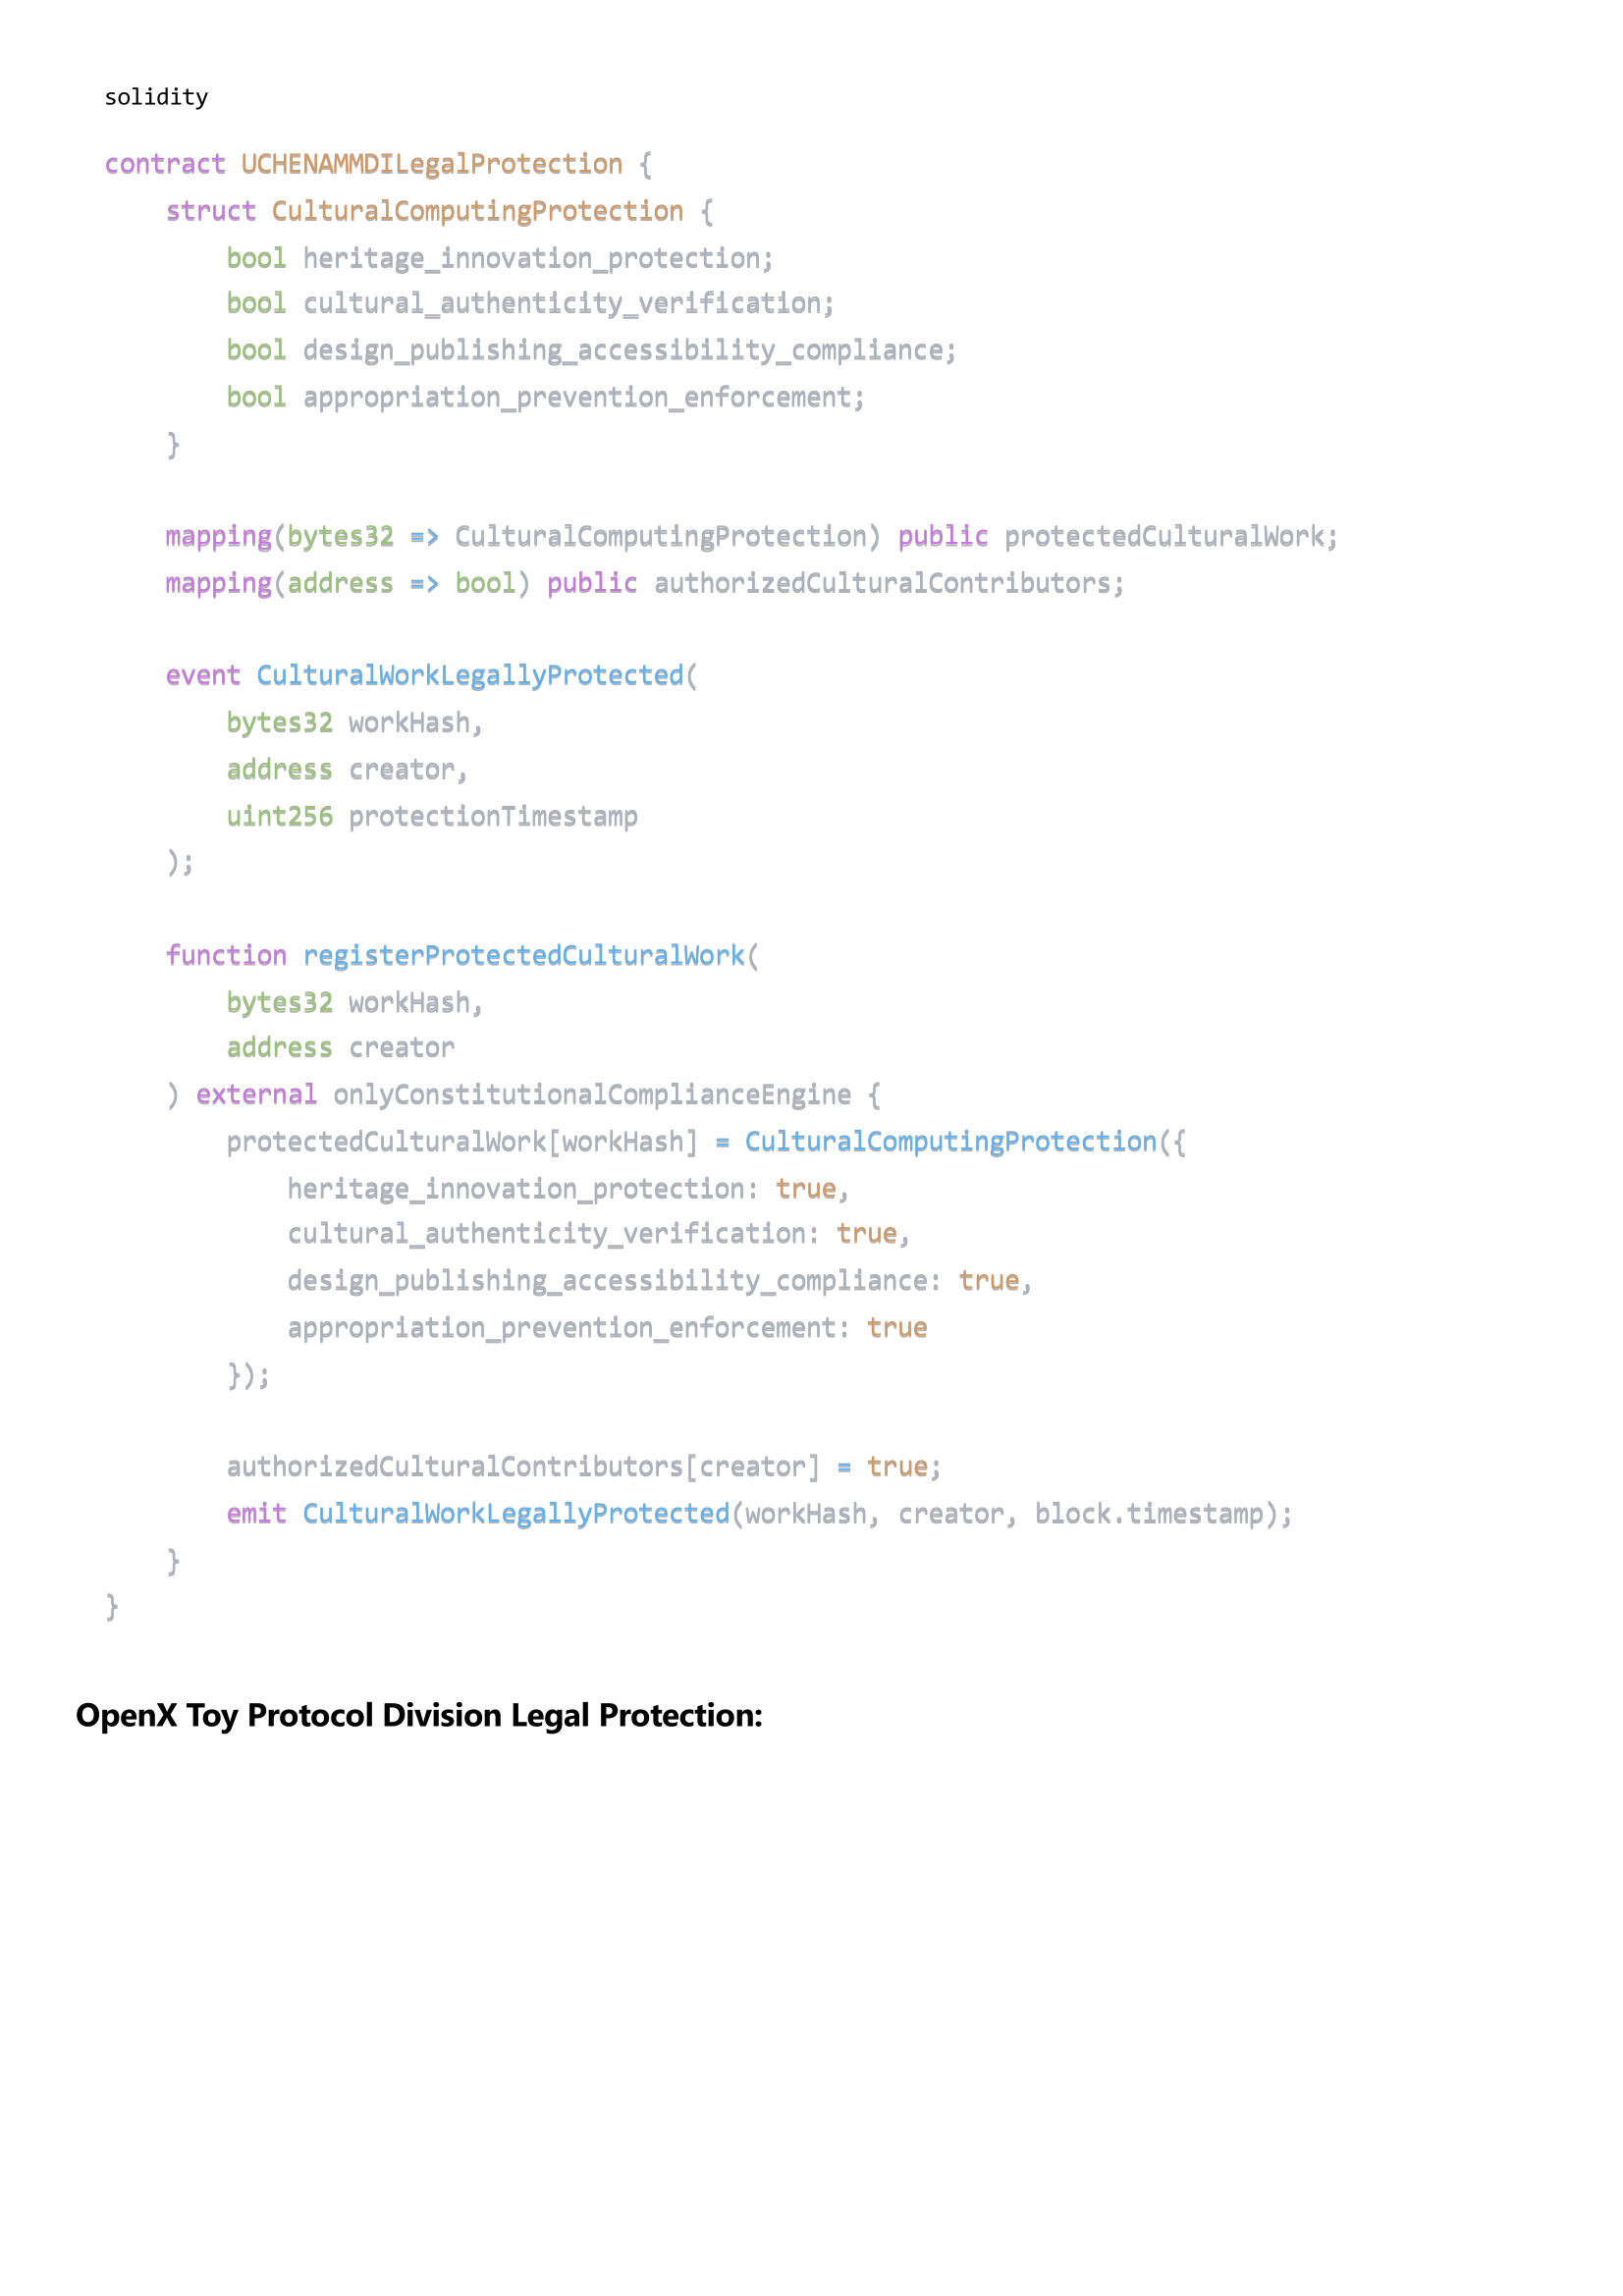 solidity
contract UCHENAMMDILegalProtection {
    struct CulturalComputingProtection {
        bool heritage_innovation_protection;
        bool cultural_authenticity_verification;
        bool design_publishing_accessibility_compliance;
        bool appropriation_prevention_enforcement;
    }
    mapping(bytes32 => CulturalComputingProtection) public protectedCulturalWork;
    mapping(address => bool) public authorizedCulturalContributors;
    event CulturalWorkLegallyProtected(
        bytes32 workHash,
        address creator,
        uint256 protectionTimestamp
    );
    function registerProtectedCulturalWork(
        bytes32 workHash,
        address creator
    ) external onlyConstitutionalComplianceEngine {
        protectedCulturalWork[workHash] = CulturalComputingProtection({
            heritage_innovation_protection: true,
            cultural_authenticity_verification: true,
            design_publishing_accessibility_compliance: true,
            appropriation_prevention_enforcement: true
        });
        authorizedCulturalContributors[creator] = true;
        emit CulturalWorkLegallyProtected(workHash, creator, block.timestamp);
    }
}
OpenX Toy Protocol Division Legal Protection: